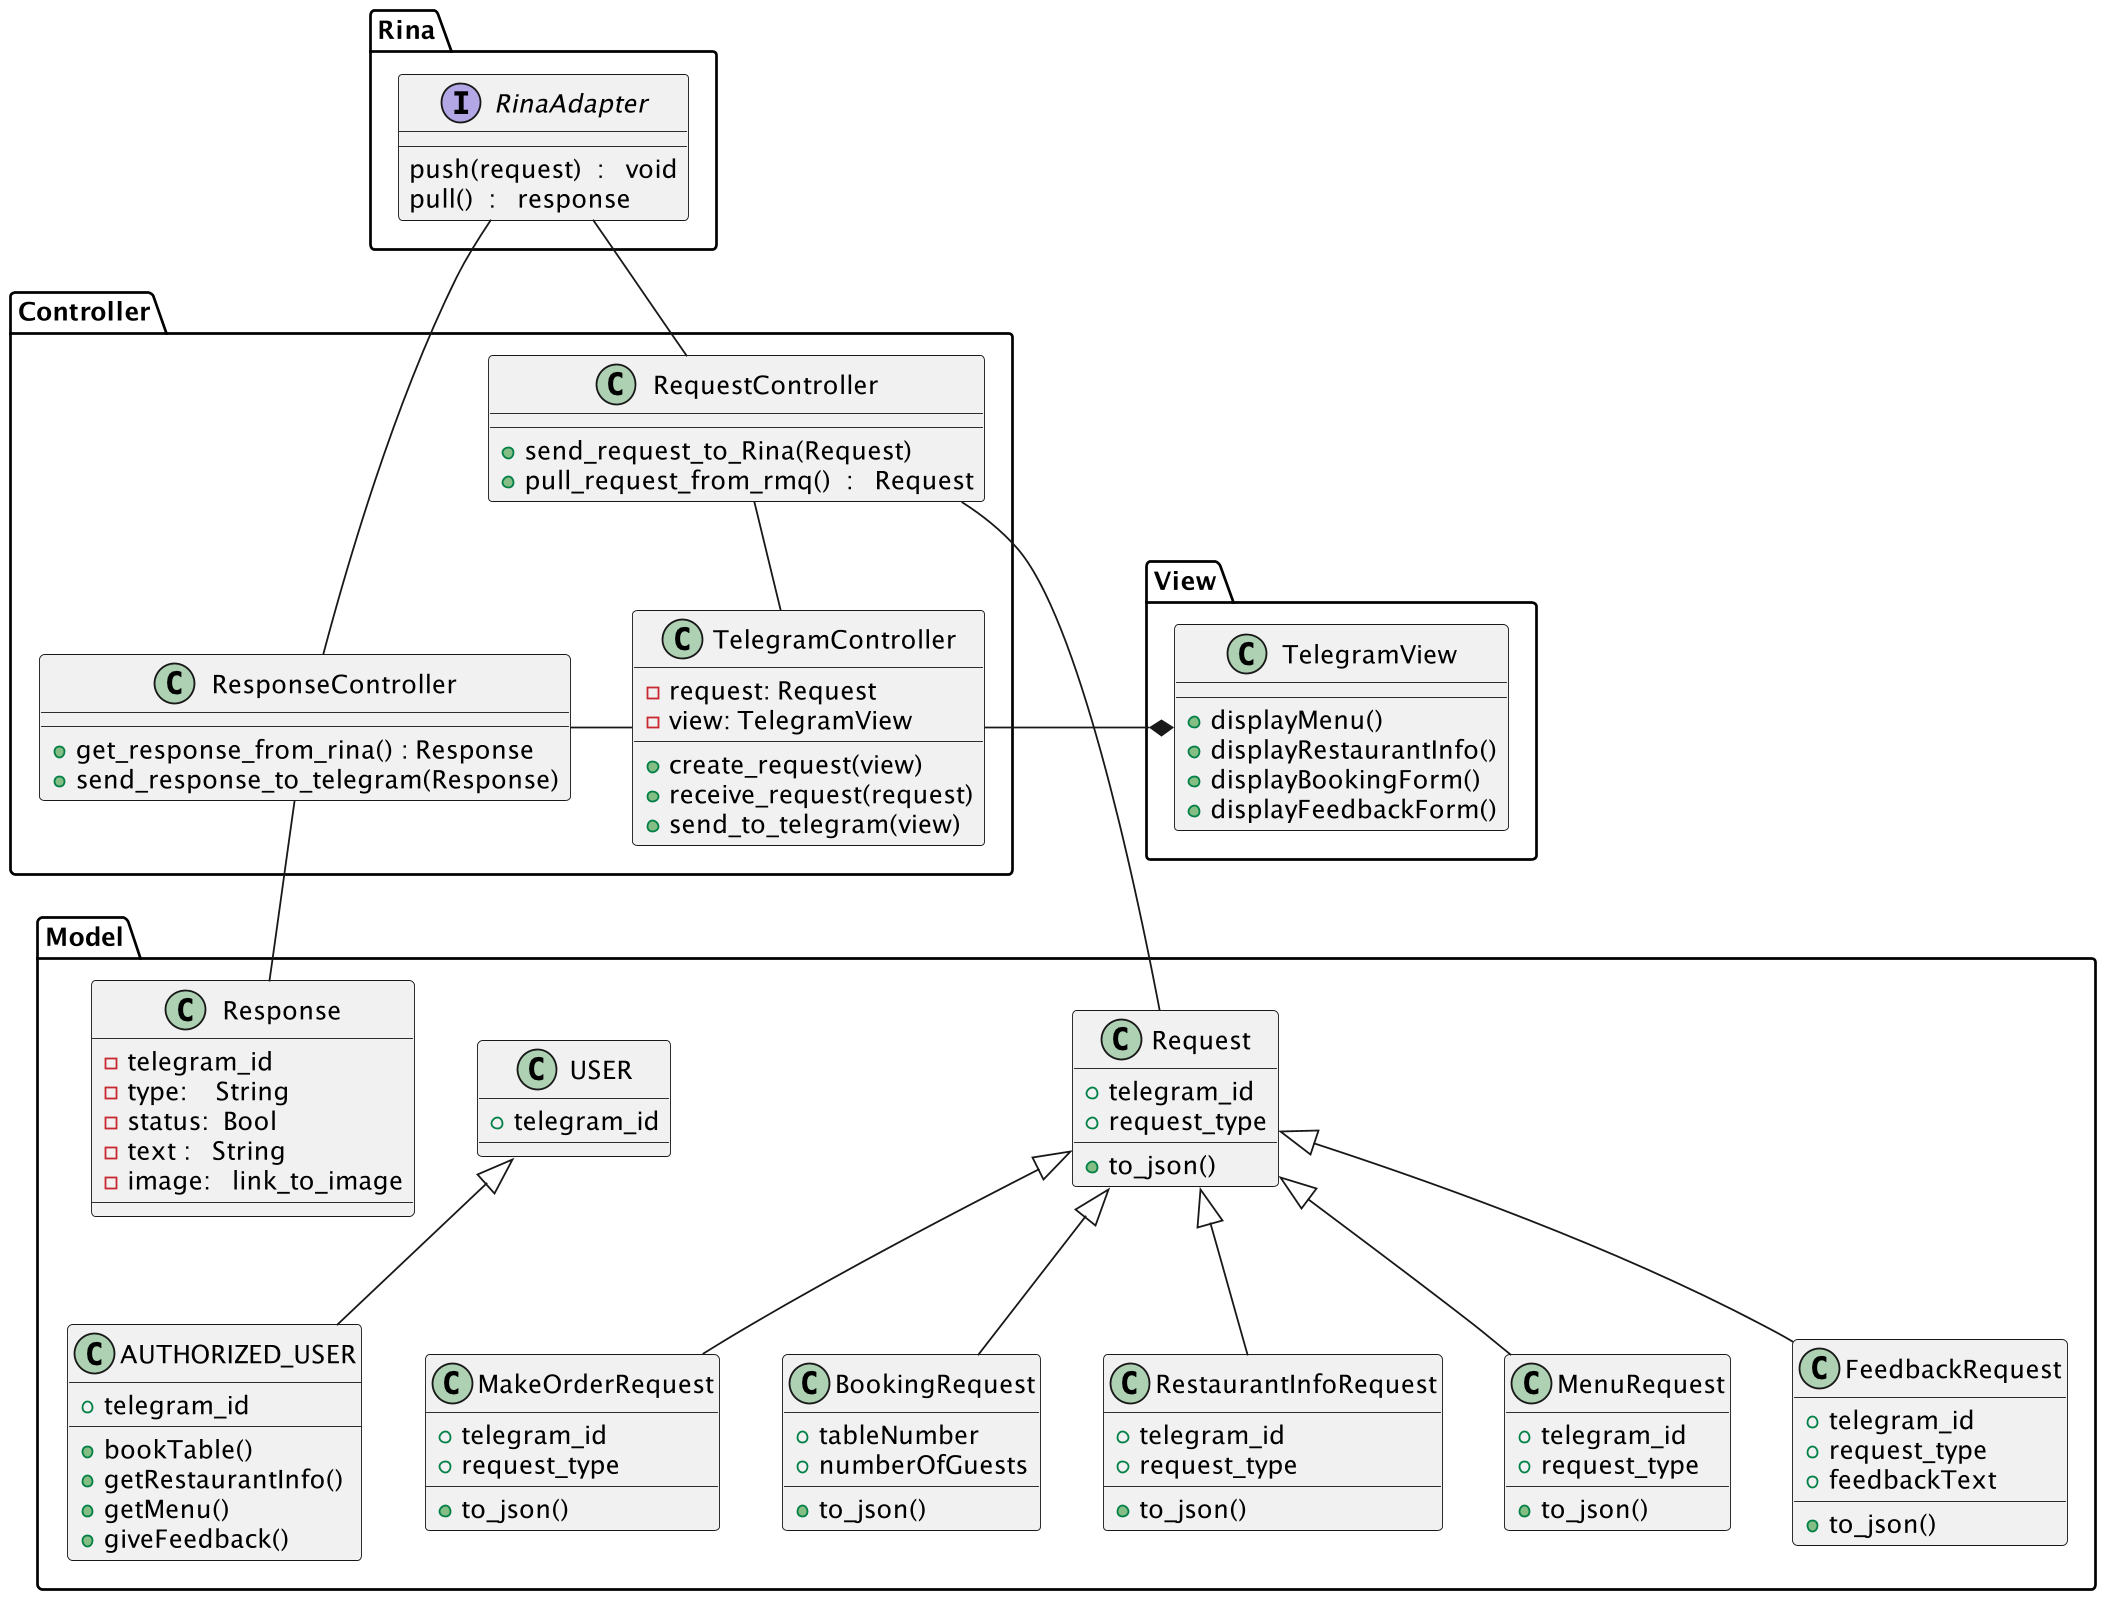 Rina
I RinaAdapter
push(request) : void
pull() : response
Controller
C RequestController
send_request_to_Rina(Request)
pull_request_from_rmq() : Request
C ResponseController
get_response_from_rina() : Response
send_response_to_telegram(Response)
C TelegramController
request: Request
view: TelegramView
create_request(view)
receive_request(request)
send_to_telegram(view)
View
C TelegramView
displayMenu()
displayRestaurantInfo()
displayBookingForm()
displayFeedbackForm()
Model
C Response
telegram_id
type: String
status: Bool
text : String
image: link_to_image
C USER
telegram_id
C Request
telegram_id
request_type
to_json()
C AUTHORIZED_USER
telegram_id
bookTable()
getRestaurantInfo()
getMenu()
giveFeedback()
C MakeOrderRequest
telegram_id
request_type
to_json()
C BookingRequest
tableNumber
numberOfGuests
to_json()
C RestaurantInfoRequest
telegram_id
request_type
to_json()
C MenuRequest
telegram_id
request_type
to_json()
C FeedbackRequest
telegram_id
request_type
feedbackText
to_json()